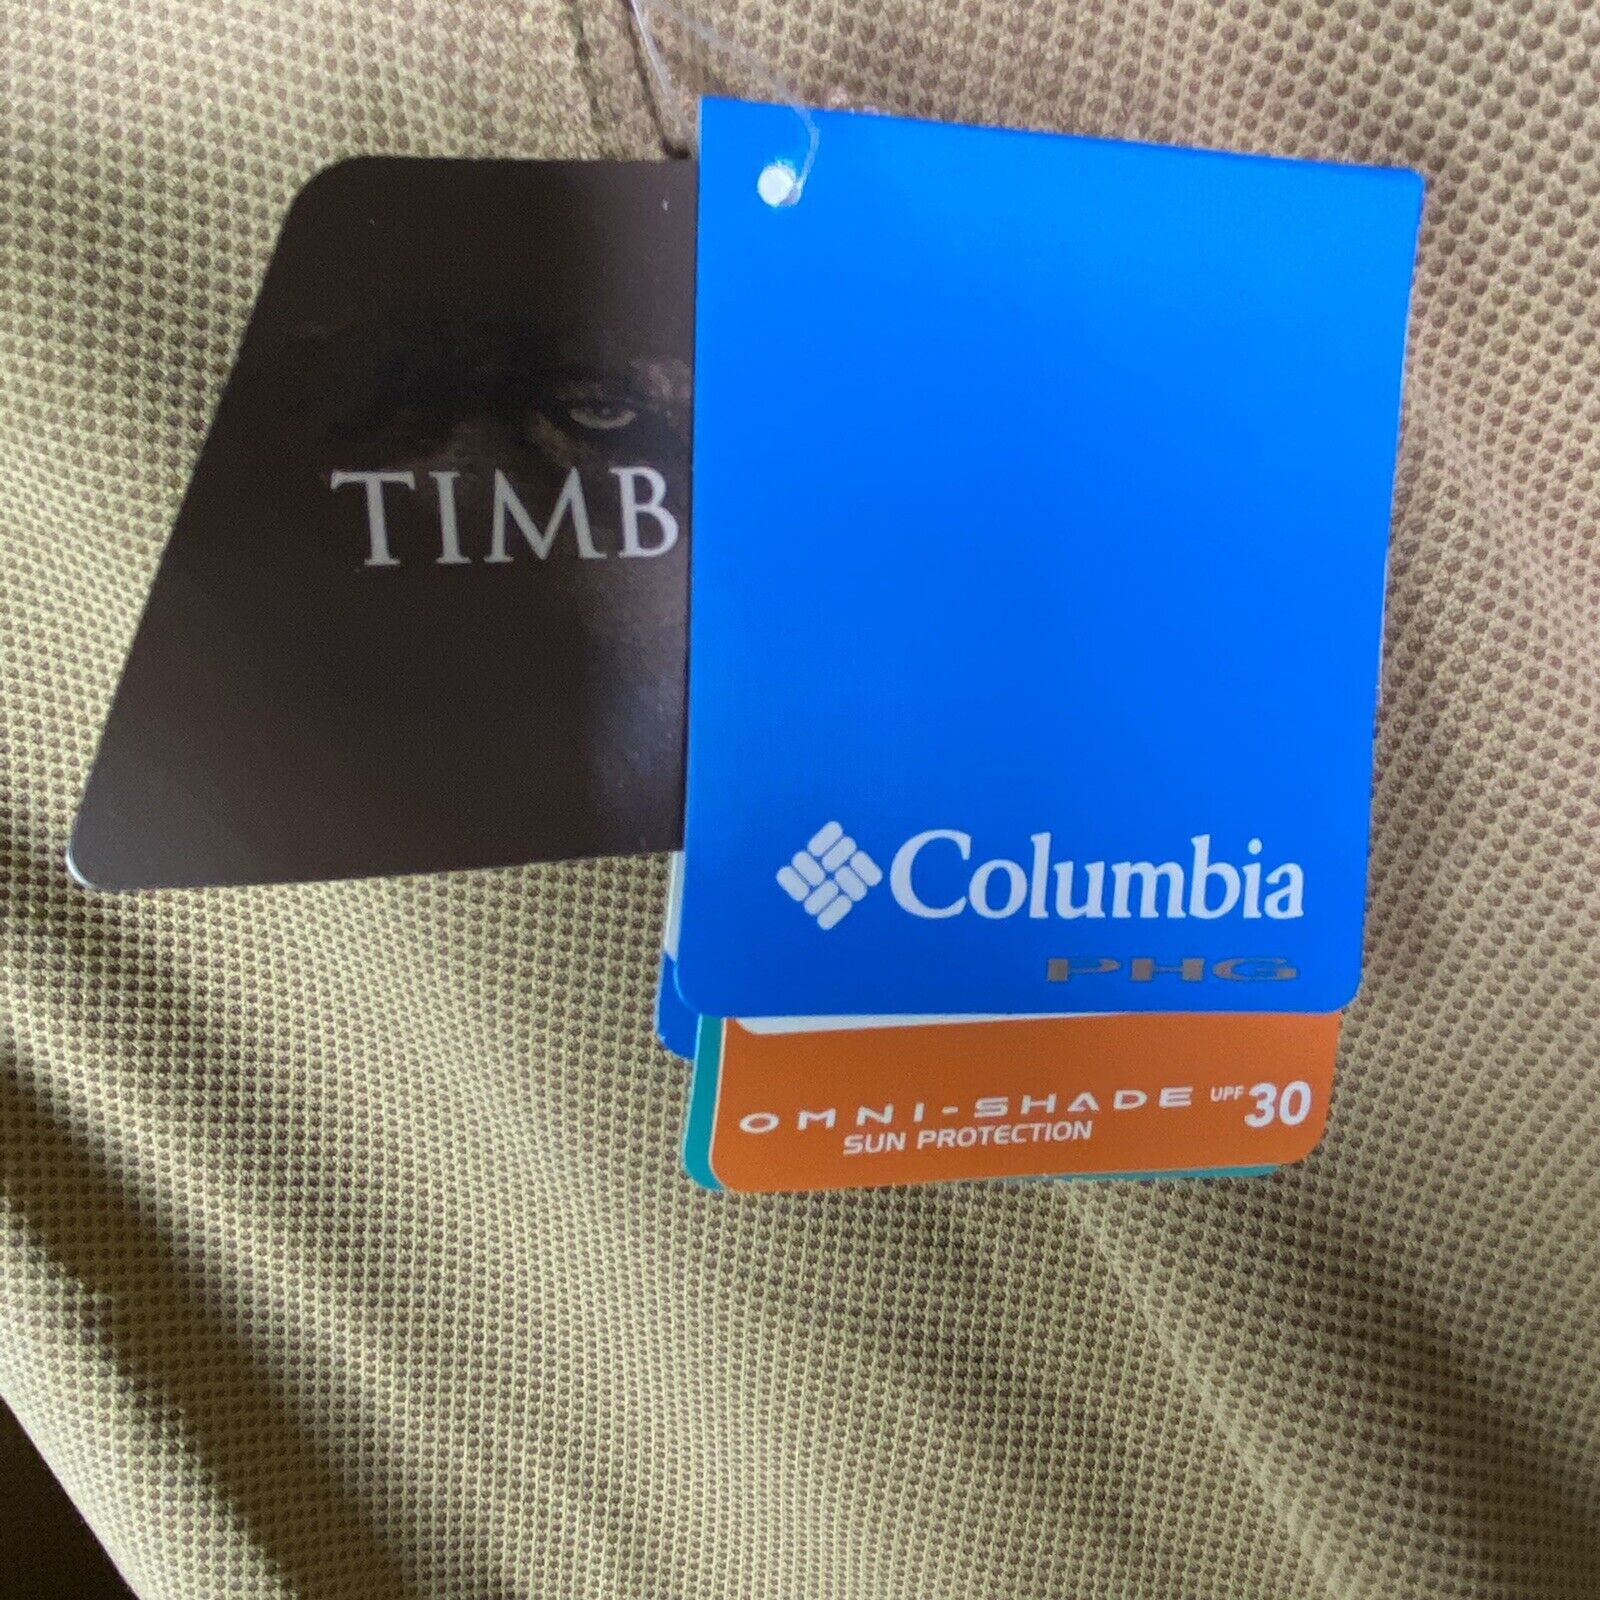 TIMB
Columbia
PHG
OMNI-SHADE UPF 30
SUN PROTECTION